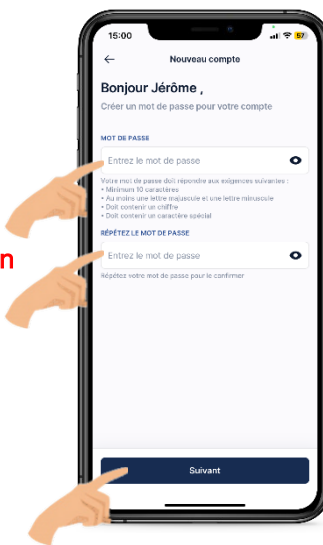 15:00
57
Nouveau compte
Bonjour Jérôme ,
Créer un mot de passe pour votre compte
MOT DE PASSE
Entrez le mot de passe
Votre mot de passe doit répondre aux exigences suivantes :
• Minimum 10 caractères
• Au moins une lettre majuscule et une lettre minuscule
• Doit contenir un chiffre
• Doit contenir un caractère spécial
n
RÉPÉTEZ LE MOT DE PASSE
Entrez le mot de passe
Répétez votre mot de passe pour le confirmer
Suivant